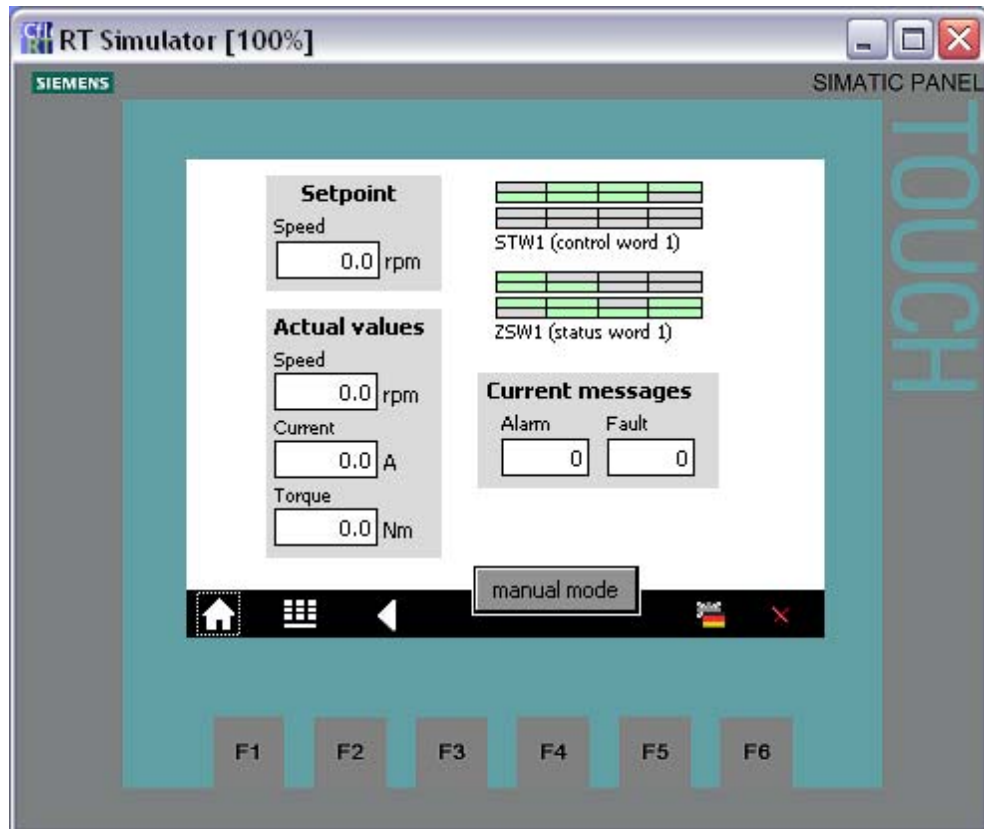 RT Simulator [100%]
SIEMENS
SIMATIC PANEL
TOUCH
Setpoint
Speed
0.0 rpm
STW1 (control word 1)
ZSW1 (status word 1)
Actual values
Speed
0.0 rpm
Current
0.0 A
Torque
0.0 Nm
Current messages
Alarm Fault
0 0
manual mode
F1 F2 F3 F4 F5 F6